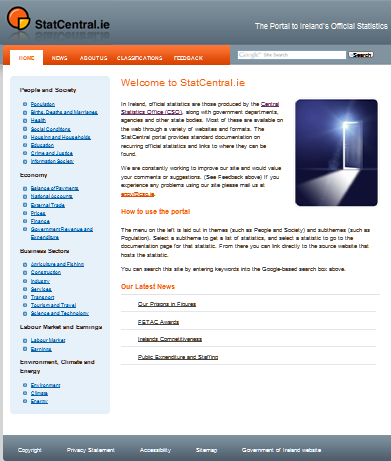 StatCentral.ie
The Portal to Ireland's Official Statistics
HOME NEWS ABOUT US CLASSIFICATIONS FEEDBACK
Google Site Search Search
People and Society
Population
Births, Deaths and Marriages
Health
Social Conditions
Housing and Households
Education
Crime and Justice
Information Society
Economy
Balance of Payments
National Accounts
External Trade
Prices
Finance
Government Revenue and
Expenditure
Business Sectors
Agriculture and Fishing
Construction
Industry
Services
Transport
Tourism and Travel
Science and Technology
Labour Market and Earnings
Labour Market
Earnings
Environment, Climate and
Energy
Environment
Climate
Energy
Welcome to StatCentral.ie
In Ireland, official statistics are those produced by the Central
Statistics Office (CSO), along with government departments,
agencies and other state bodies. Most of these are available on
the web through a variety of websites and formats. The
StatCentral portal provides standard documentation on
recurring official statistics and links to where they can be
found.
We are constantly working to improve our site and would value
your comments or suggestions. (See Feedback above) If you
experience any problems using our site please mail us at
How to use the portal
The menu on the left is laid out in themes (such as People and Society) and subthemes (such as
Population). Select a subtheme to get a list of statistics, and select a statistic to go to the
documentation page for that statistic. From there you can link directly to the source website that
hosts the statistic.
You can search this site by entering keywords into the Google-based search box above.
Our Latest News
Our Prisons in Figures
FETAC Awards
Irelands Competitiveness
Public Expenditure and Staffing
Copyright Privacy Statement Accessibility Sitemap Government of Ireland website